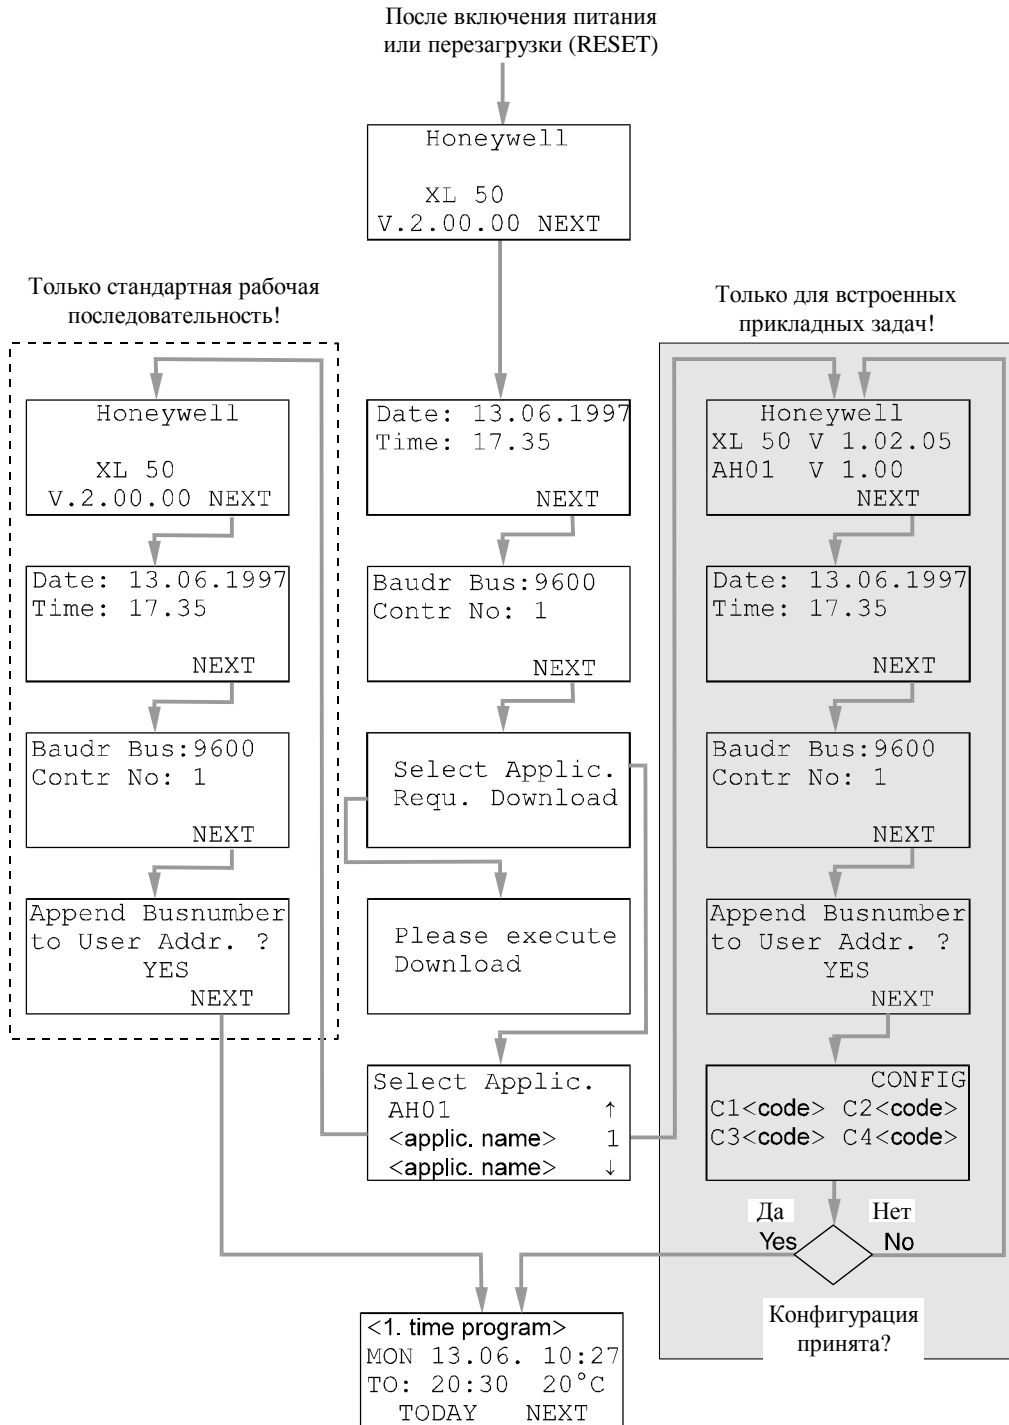 После включения питания
или перезагрузки (RESET)
Honeywell
XL 50
V.2.00.00 NEXT
Только стандартная рабочая
последовательность!
Honeywell
XL 50
V.2.00.00 NEXT
Date: 13.06.1997
Time: 17.35
NEXT
Baudr Bus:9600
Contr No: 1
NEXT
Append Busnumber
to User Addr. ?
YES
NEXT
Date: 13.06.1997
Time: 17.35
NEXT
Baudr Bus:9600
Contr No: 1
NEXT
Select Applic.
Requ. Download
Please execute
Download
Select Applic.
AH01 ↑
<applic. name> 1
<applic. name> ↓
Только для встроенных
прикладных задач!
Honeywell
XL 50 V 1.02.05
AH01 V 1.00
NEXT
Date: 13.06.1997
Time: 17.35
NEXT
Baudr Bus:9600
Contr No: 1
NEXT
Append Busnumber
to User Addr. ?
YES
NEXT
CONFIG
C1<code> C2<code>
C3<code> C4<code>
Да Нет
Yes No
Конфигурация
принята?
<1. time program>
MON 13.06. 10:27
TO: 20:30 20°C
TODAY NEXT